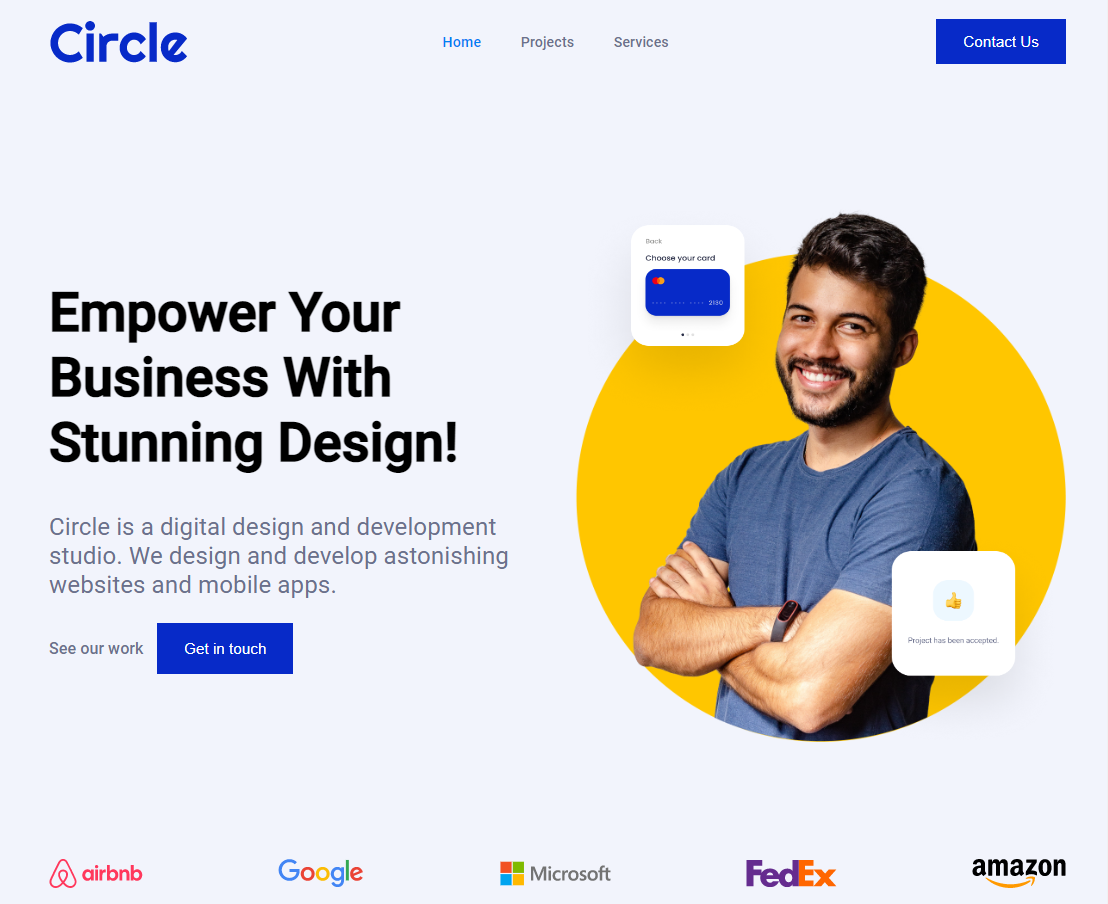 Circle
Home
Projects
Services
Contact Us
Empower Your
Business With
Stunning Design!
Circle is a digital design and development
studio. We design and develop astonishing
websites and mobile apps.
See our work
Get in touch
Back
Choose your card
2130
Project has been accepted.
airbnb
Google
Microsoft
FedEx
amazon